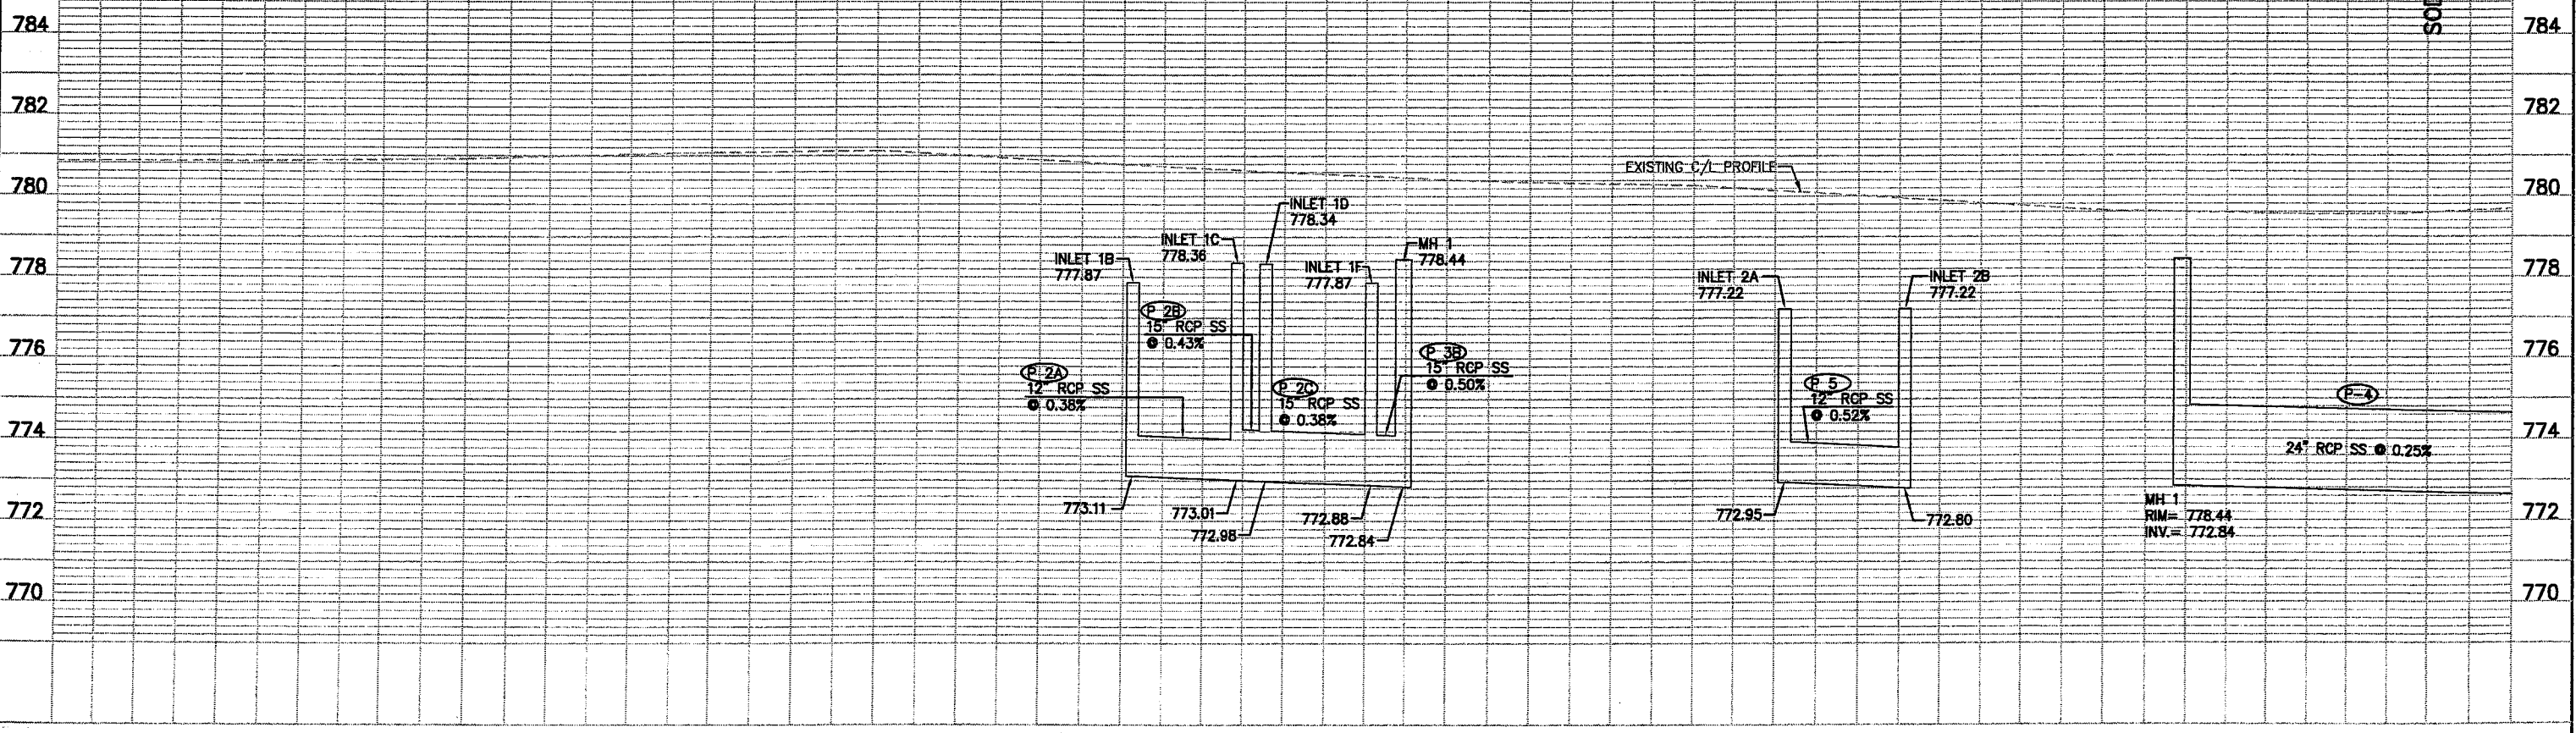 784
782
780
778
776
774
772
770
SOD
EXISTING C/L PROFILE
INLET 1B
777.87
INLET 1C
778.36
INLET 1D
778.34
INLET 1F
777.87
MH 1
778.44
P 2B
15" RCP SS
@ 0.43%
P 2A
12" RCP SS
@ 0.38%
P 2C
15" RCP SS
@ 0.38%
P 3B
15" RCP SS
@ 0.50%
773.11
773.01
772.98
772.88
772.84
INLET 2A
777.22
INLET 2B
777.22
P 5
12" RCP SS
@ 0.52%
772.95
772.80
P-4
24" RCP SS @ 0.25%
MH 1
RIM= 778.44
INV.= 772.84
784
782
780
778
776
774
772
770